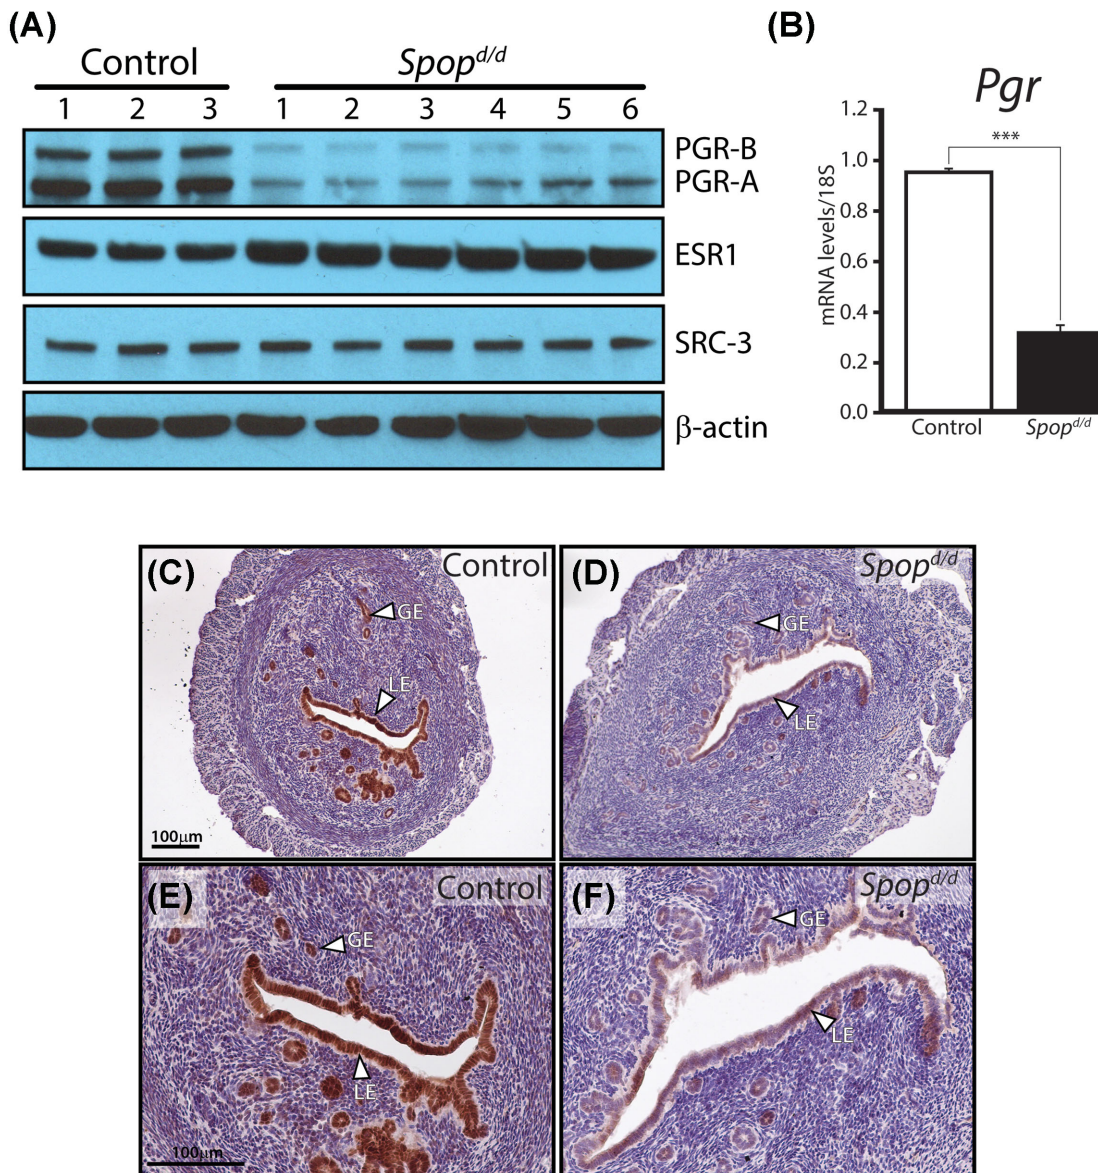 (A)
Control Spop^d/d
1 2 3 1 2 3 4 5 6
PGR-B
PGR-A
ESR1
SRC-3
β-actin
(B)
Pgr
***
mRNA levels/18S
1.2
1.0
0.8
0.6
0.4
0.2
0.0
Control Spop^d/d
(C) Control
GE
LE
100μm
(D) Spop^d/d
GE
LE
(E) Control
GE
LE
100μm
(F) Spop^d/d
GE
LE